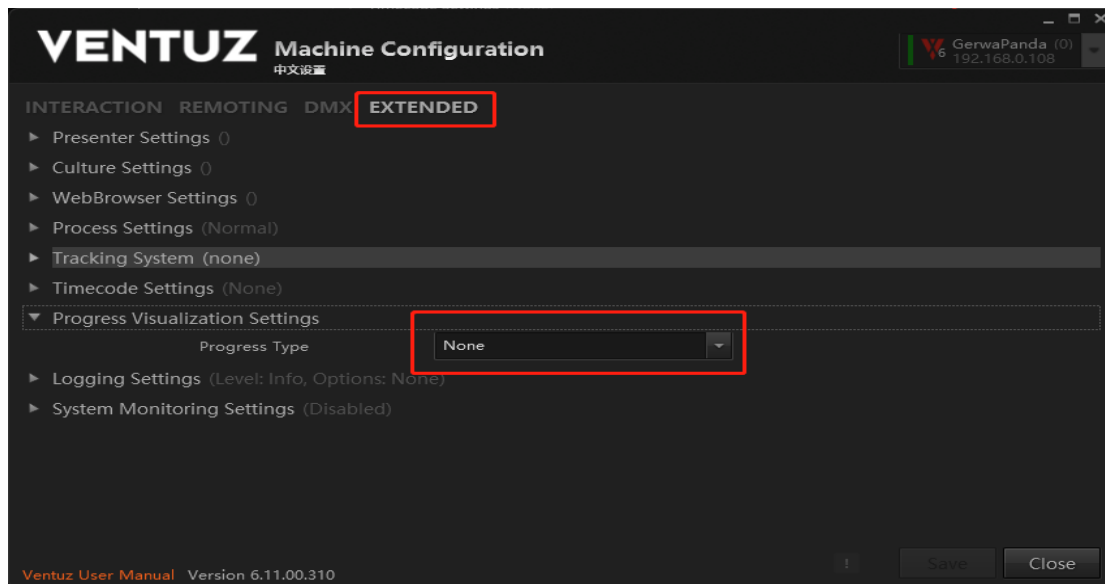 VENTUZ Machine Configuration
中文设置
GerwaPanda (0)
192.168.0.108
INTERACTION REMOTING DMX EXTENDED
Presenter Settings ()
Culture Settings ()
WebBrowser Settings ()
Process Settings (Normal)
Tracking System (none)
Timecode Settings (None)
Progress Visualization Settings
Progress Type None
Logging Settings (Level: Info, Options: None)
System Monitoring Settings (Disabled)
! Save Close
Ventuz User Manual Version 6.11.00.310